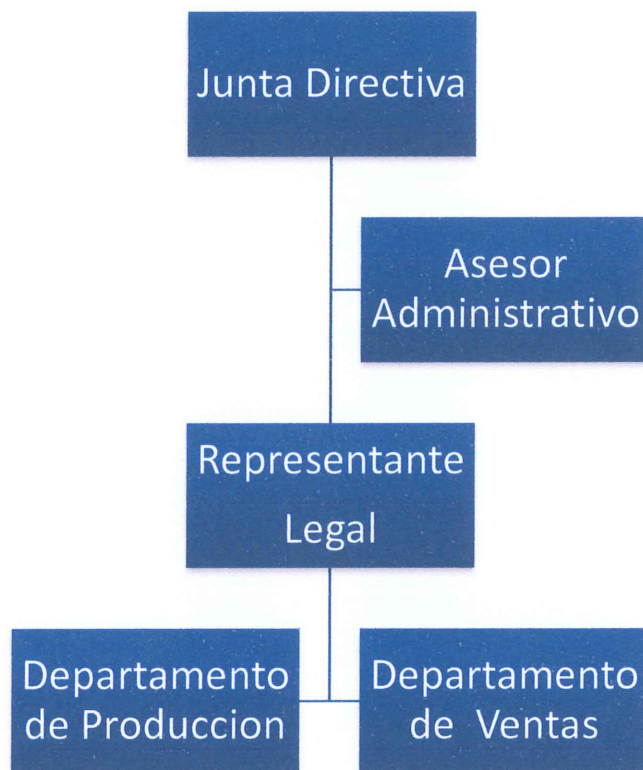 Junta Directiva
Asesor
Administrativo
Representante
Legal
Departamento
de Produccion
Departamento
de Ventas